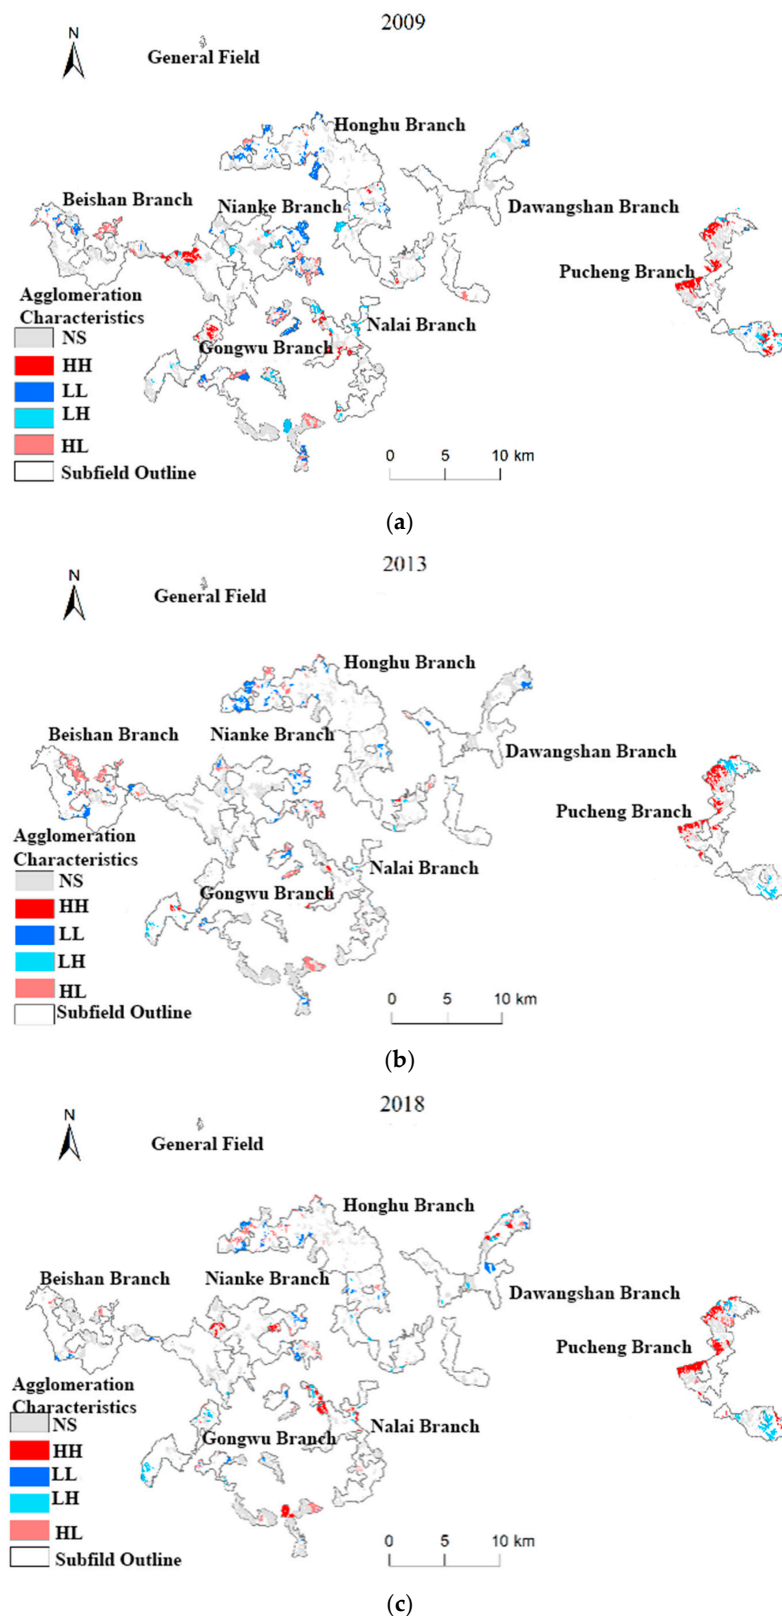 2009
N
General Field
Honghu Branch
Beishan Branch
Nianke Branch
Dawangshan Branch
Pucheng Branch
Agglomeration
Characteristics
Nalai Branch
NS
Gongwu Branch
HH
LL
LH
HL
Subfield Outline
0 5 10 km
(a)
2013
N
General Field
Honghu Branch
Beishan Branch
Nianke Branch
Dawangshan Branch
Pucheng Branch
Agglomeration
Characteristics
Nalai Branch
NS
Gongwu Branch
HH
LL
LH
HL
Subfield Outline
0 5 10 km
(b)
2018
N
General Field
Honghu Branch
Beishan Branch
Nianke Branch
Dawangshan Branch
Pucheng Branch
Agglomeration
Characteristics
NS
Nalai Branch
Gongwu Branch
HH
LL
LH
HL
Subfild Outline
0 5 10 km
(c)